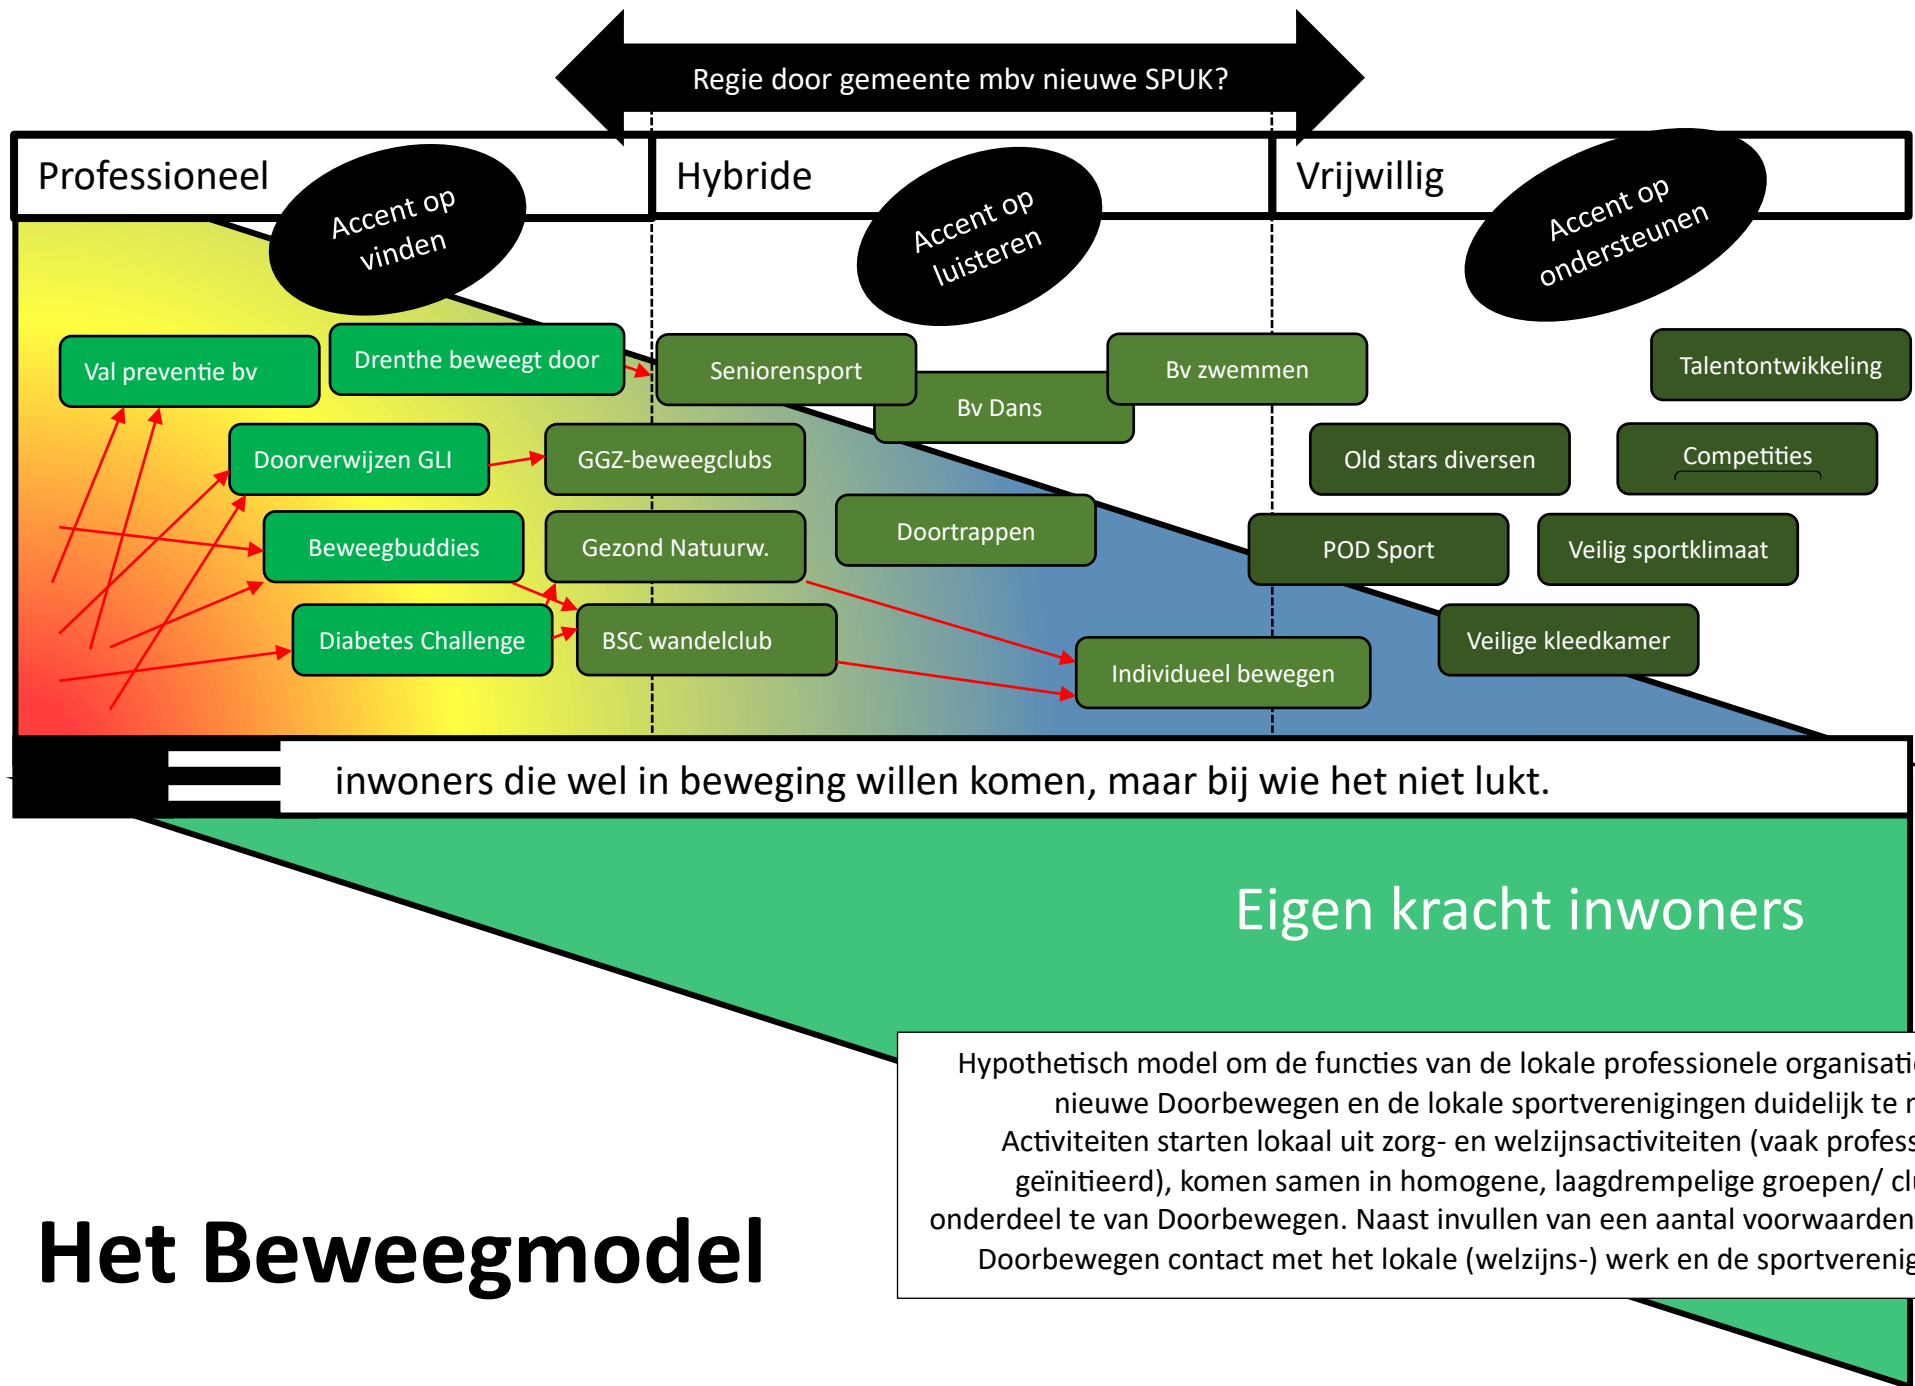 Regie door gemeente mbv nieuwe SPUK?
Professioneel
Hybride
Vrijwillig
Accent op
vinden
Accent op
luisteren
Accent op
ondersteunen
Val preventie bv
Drenthe beweegt door
Seniorensport
Bv Dans
Bv zwemmen
Talentontwikkeling
Doorverwijzen GLI
GGZ-beweegclubs
Old stars diversen
Competities
Beweegbuddies
Gezond Natuurw.
Doortrappen
POD Sport
Veilig sportklimaat
Diabetes Challenge
BSC wandelclub
Individueel bewegen
Veilige kleedkamer
inwoners die wel in beweging willen komen, maar bij wie het niet lukt.
Eigen kracht inwoners
Hypothetisch model om de functies van de lokale professionele
nieuwe Doorbewegen en de lokale sportverenigingen duidelijk te
Activiteiten starten lokaal uit zorg- en welzijnsactiviteiten (vaak
geïnitieerd), komen samen in homogene, laagdrempelige groepen/
onderdeel te van Doorbewegen. Naast invullen van een aantal voorwaarden
Doorbewegen contact met het lokale (welzijns-) werk en de
Het Beweegmodel